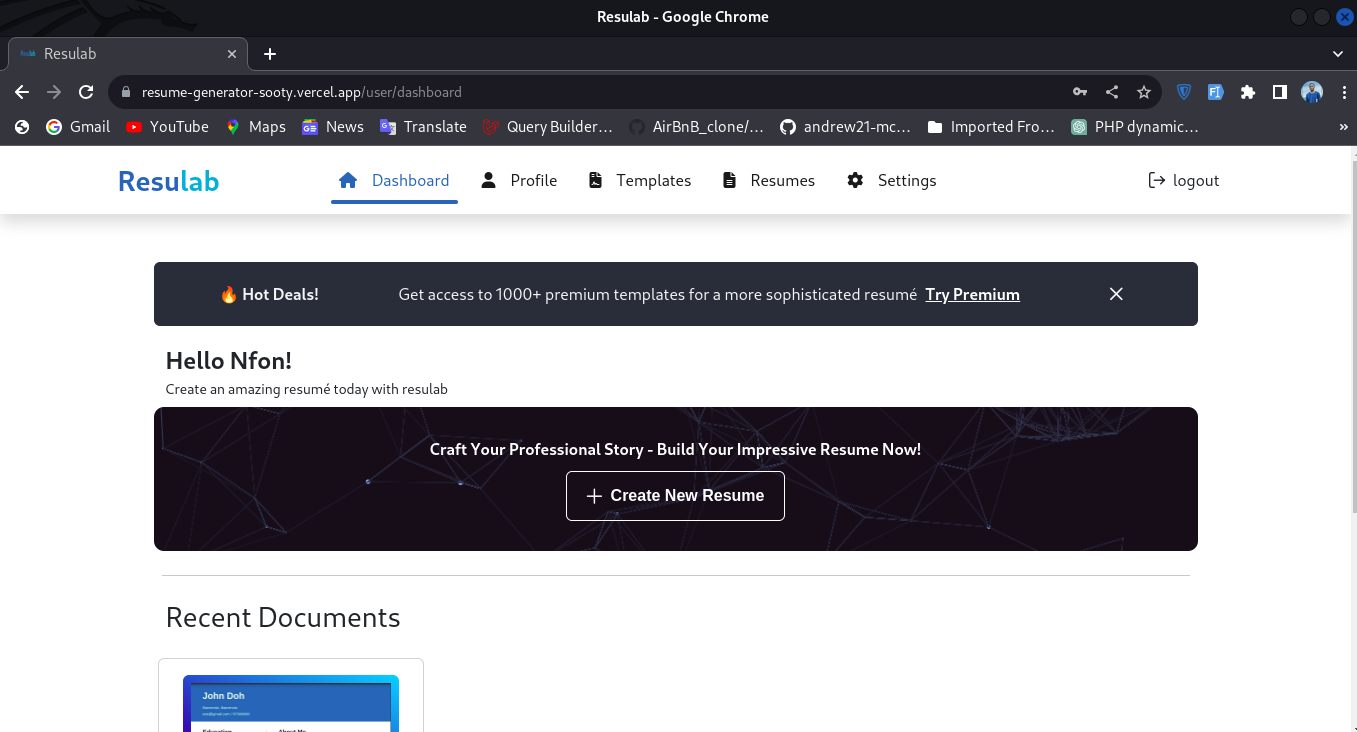 Resulab - Google Chrome
Resulab
resume-generator-sooty.vercel.app/user/dashboard
Gmail YouTube Maps News Translate Query Builder... AirBnB_clone/... andrew21-mc... Imported Fro... PHP dynamic... »
Resulab Dashboard Profile Templates Resumes Settings logout
🔥 Hot Deals! Get access to 1000+ premium templates for a more sophisticated resumé Try Premium
Hello Nfon!
Create an amazing resumé today with resulab
Craft Your Professional Story - Build Your Impressive Resume Now!
Create New Resume
Recent Documents
John Doh
Education About Me